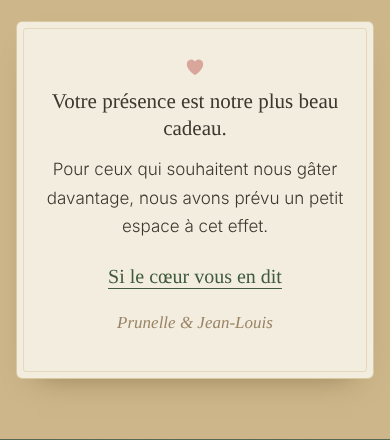 Votre présence est notre plus beau
cadeau.
Pour ceux qui souhaitent nous gâter
davantage, nous avons prévu un petit
espace à cet effet.
Si le cœur vous en dit
Prunelle & Jean-Louis